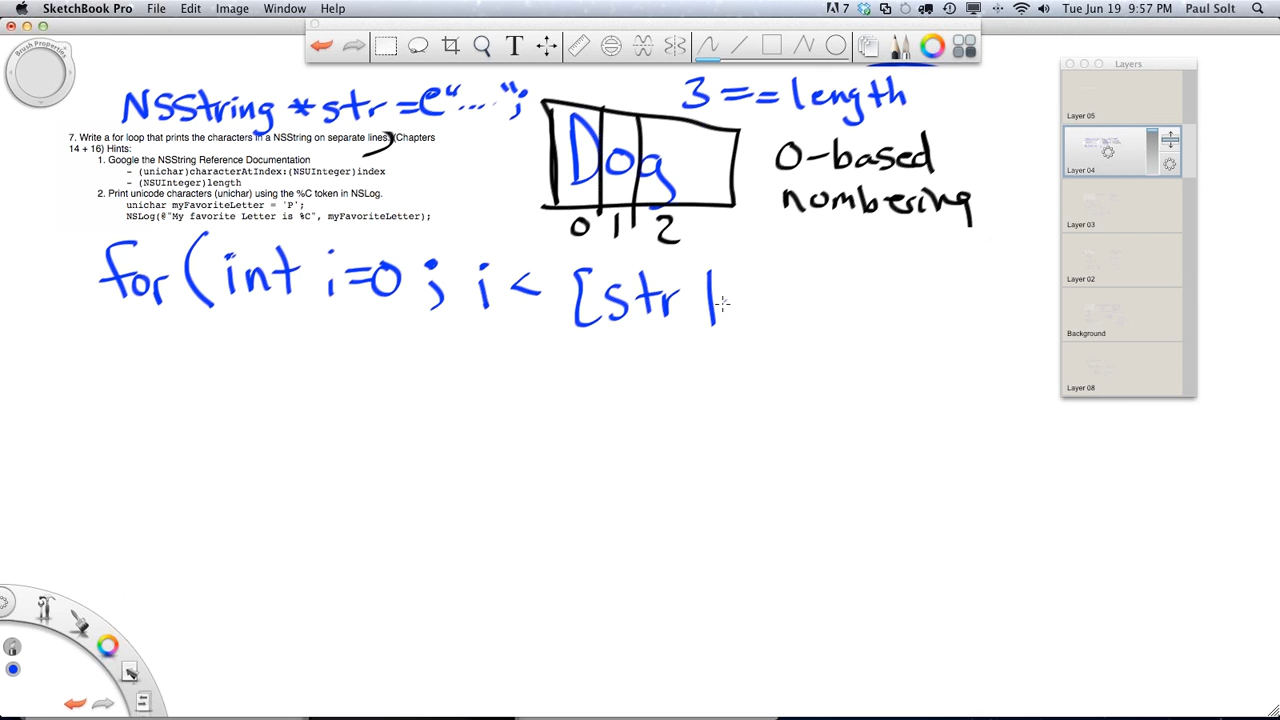 SketchBook Pro File Edit Image Window Help 7 Tue Jun 19 9:57 PM Paul Solt
Layers
NSString *str = @"...";
3 == length
7. Write a for loop that prints the characters in a NSString on separate lines. (Chapters
14 + 16) Hints:
1. Google the NSString Reference Documentation
- (unichar)characterAtIndex:(NSUInteger)index
- (NSUInteger)length
2. Print unicode characters (unichar) using the %C token in NSLog.
unichar myFavoriteLetter = 'P';
NSLog(@"My favorite Letter is %C", myFavoriteLetter);
Dog
0 1 2
0-based
nombering
for (int i=0; i < [str l
Brush Properties
Layer 05
Layer 04
Layer 03
Layer 02
Background
Layer 08